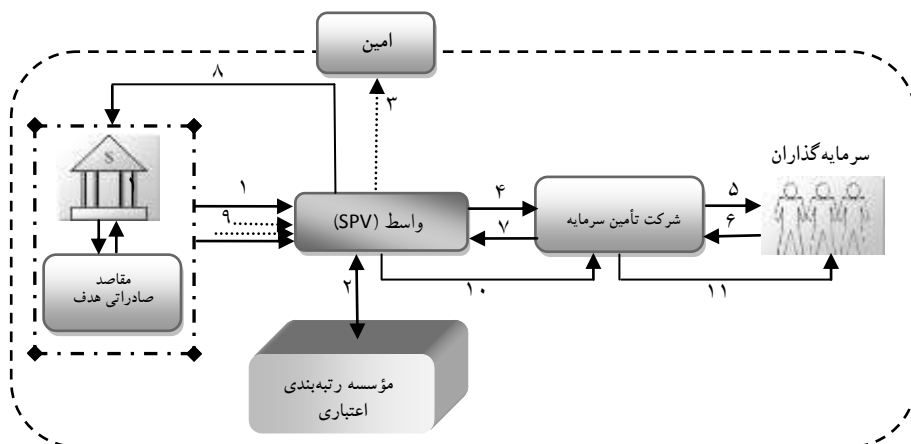 امین
۸
۳
سرمایه‌گذاران
$
۱
واسط (SPV)
۴
شرکت تأمین سرمایه
۵
۶
۷
۹
مقاصد
صادراتی هدف
۲
۱۰
۱۱
مؤسسه رتبه‌بندی
اعتباری